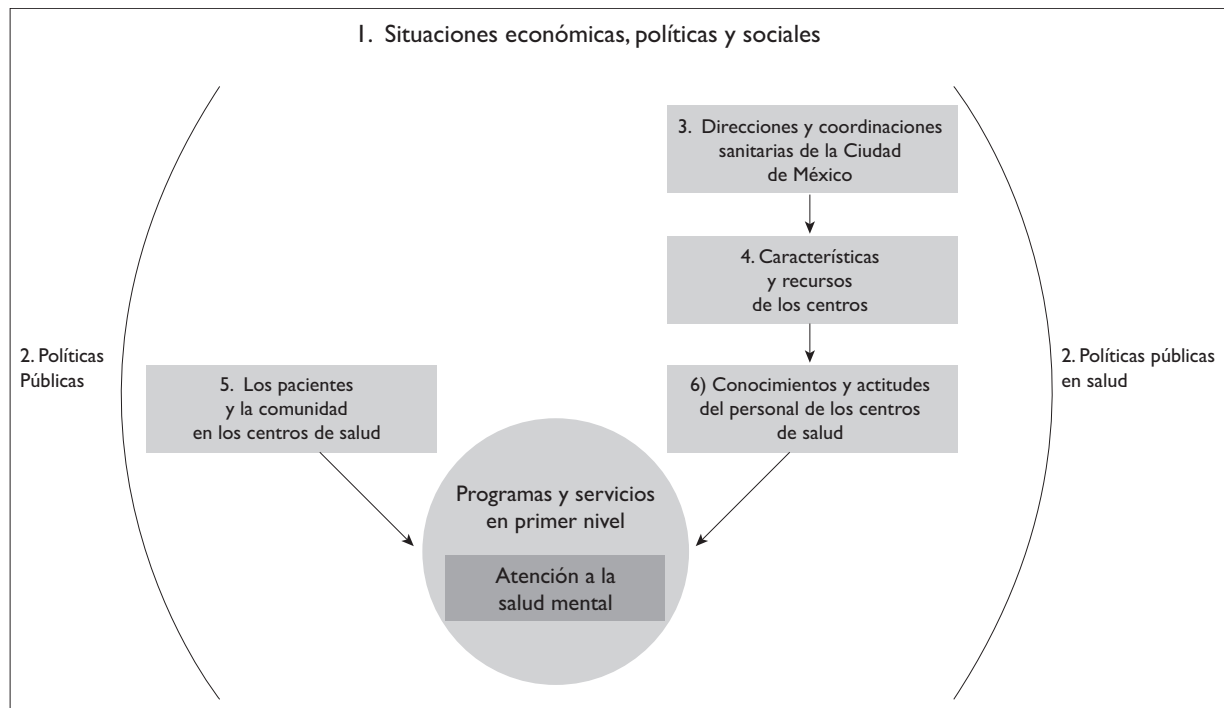 1. Situaciones económicas, políticas y sociales
3. Direcciones y coordinaciones
sanitarias de la Ciudad
de México
4. Características
y recursos
de los centros
2. Políticas
Públicas
2. Políticas públicas
en salud
5. Los pacientes
y la comunidad
en los centros de salud
6) Conocimientos y actitudes
del personal de los centros
de salud
Programas y servicios
en primer nivel
Atención a la
salud mental